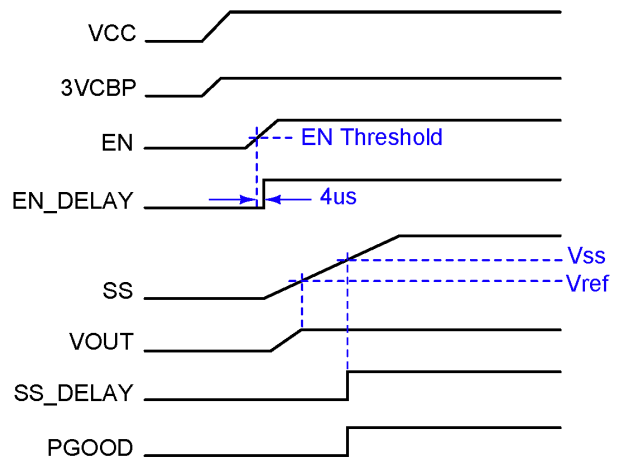 VCC
3VCBP
EN
EN Threshold
EN_DELAY
4us
Vss
Vref
SS
VOUT
SS_DELAY
PGOOD